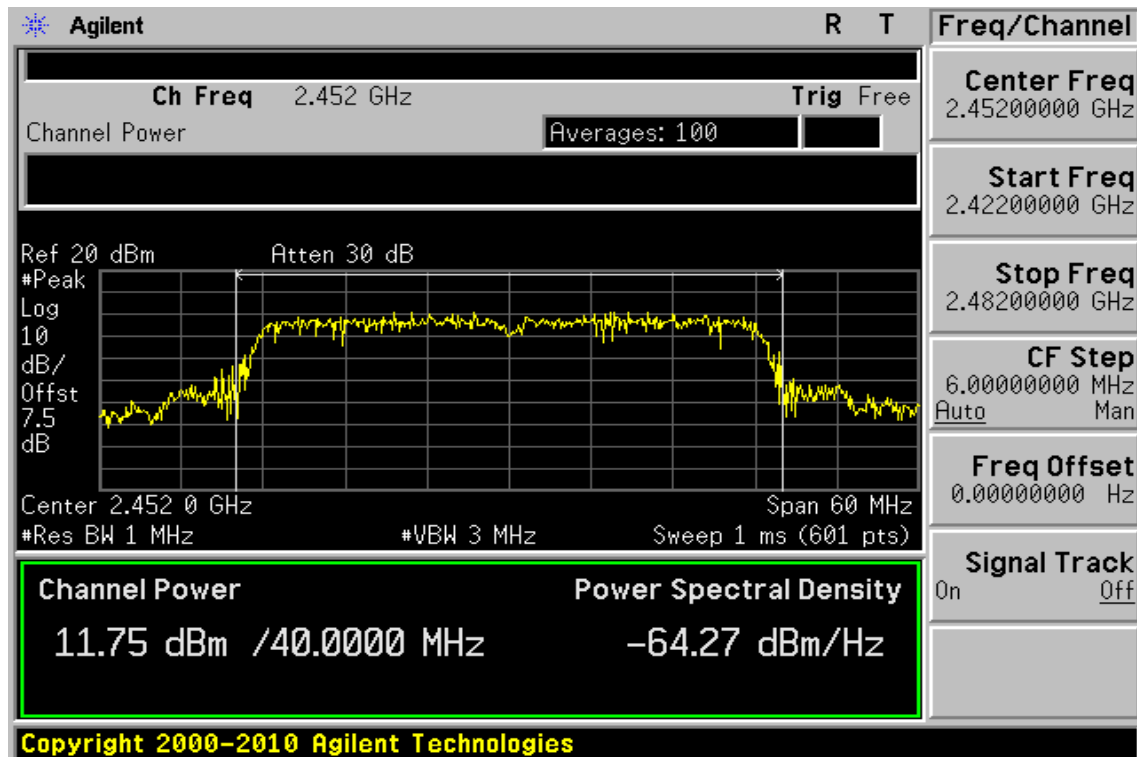 Agilent R T Freq/Channel
Ch Freq 2.452 GHz Trig Free
Channel Power Averages: 100
Ref 20 dBm Atten 30 dB
#Peak
Log
10
dB/
Offst
7.5
dB
Center 2.452 0 GHz Span 60 MHz
#Res BW 1 MHz #VBW 3 MHz Sweep 1 ms (601 pts)
Channel Power Power Spectral Density
11.75 dBm /40.0000 MHz -64.27 dBm/Hz
Copyright 2000-2010 Agilent Technologies
Center Freq
2.45200000 GHz
Start Freq
2.42200000 GHz
Stop Freq
2.48200000 GHz
CF Step
6.00000000 MHz
Auto Man
Freq Offset
0.00000000 Hz
Signal Track
On Off